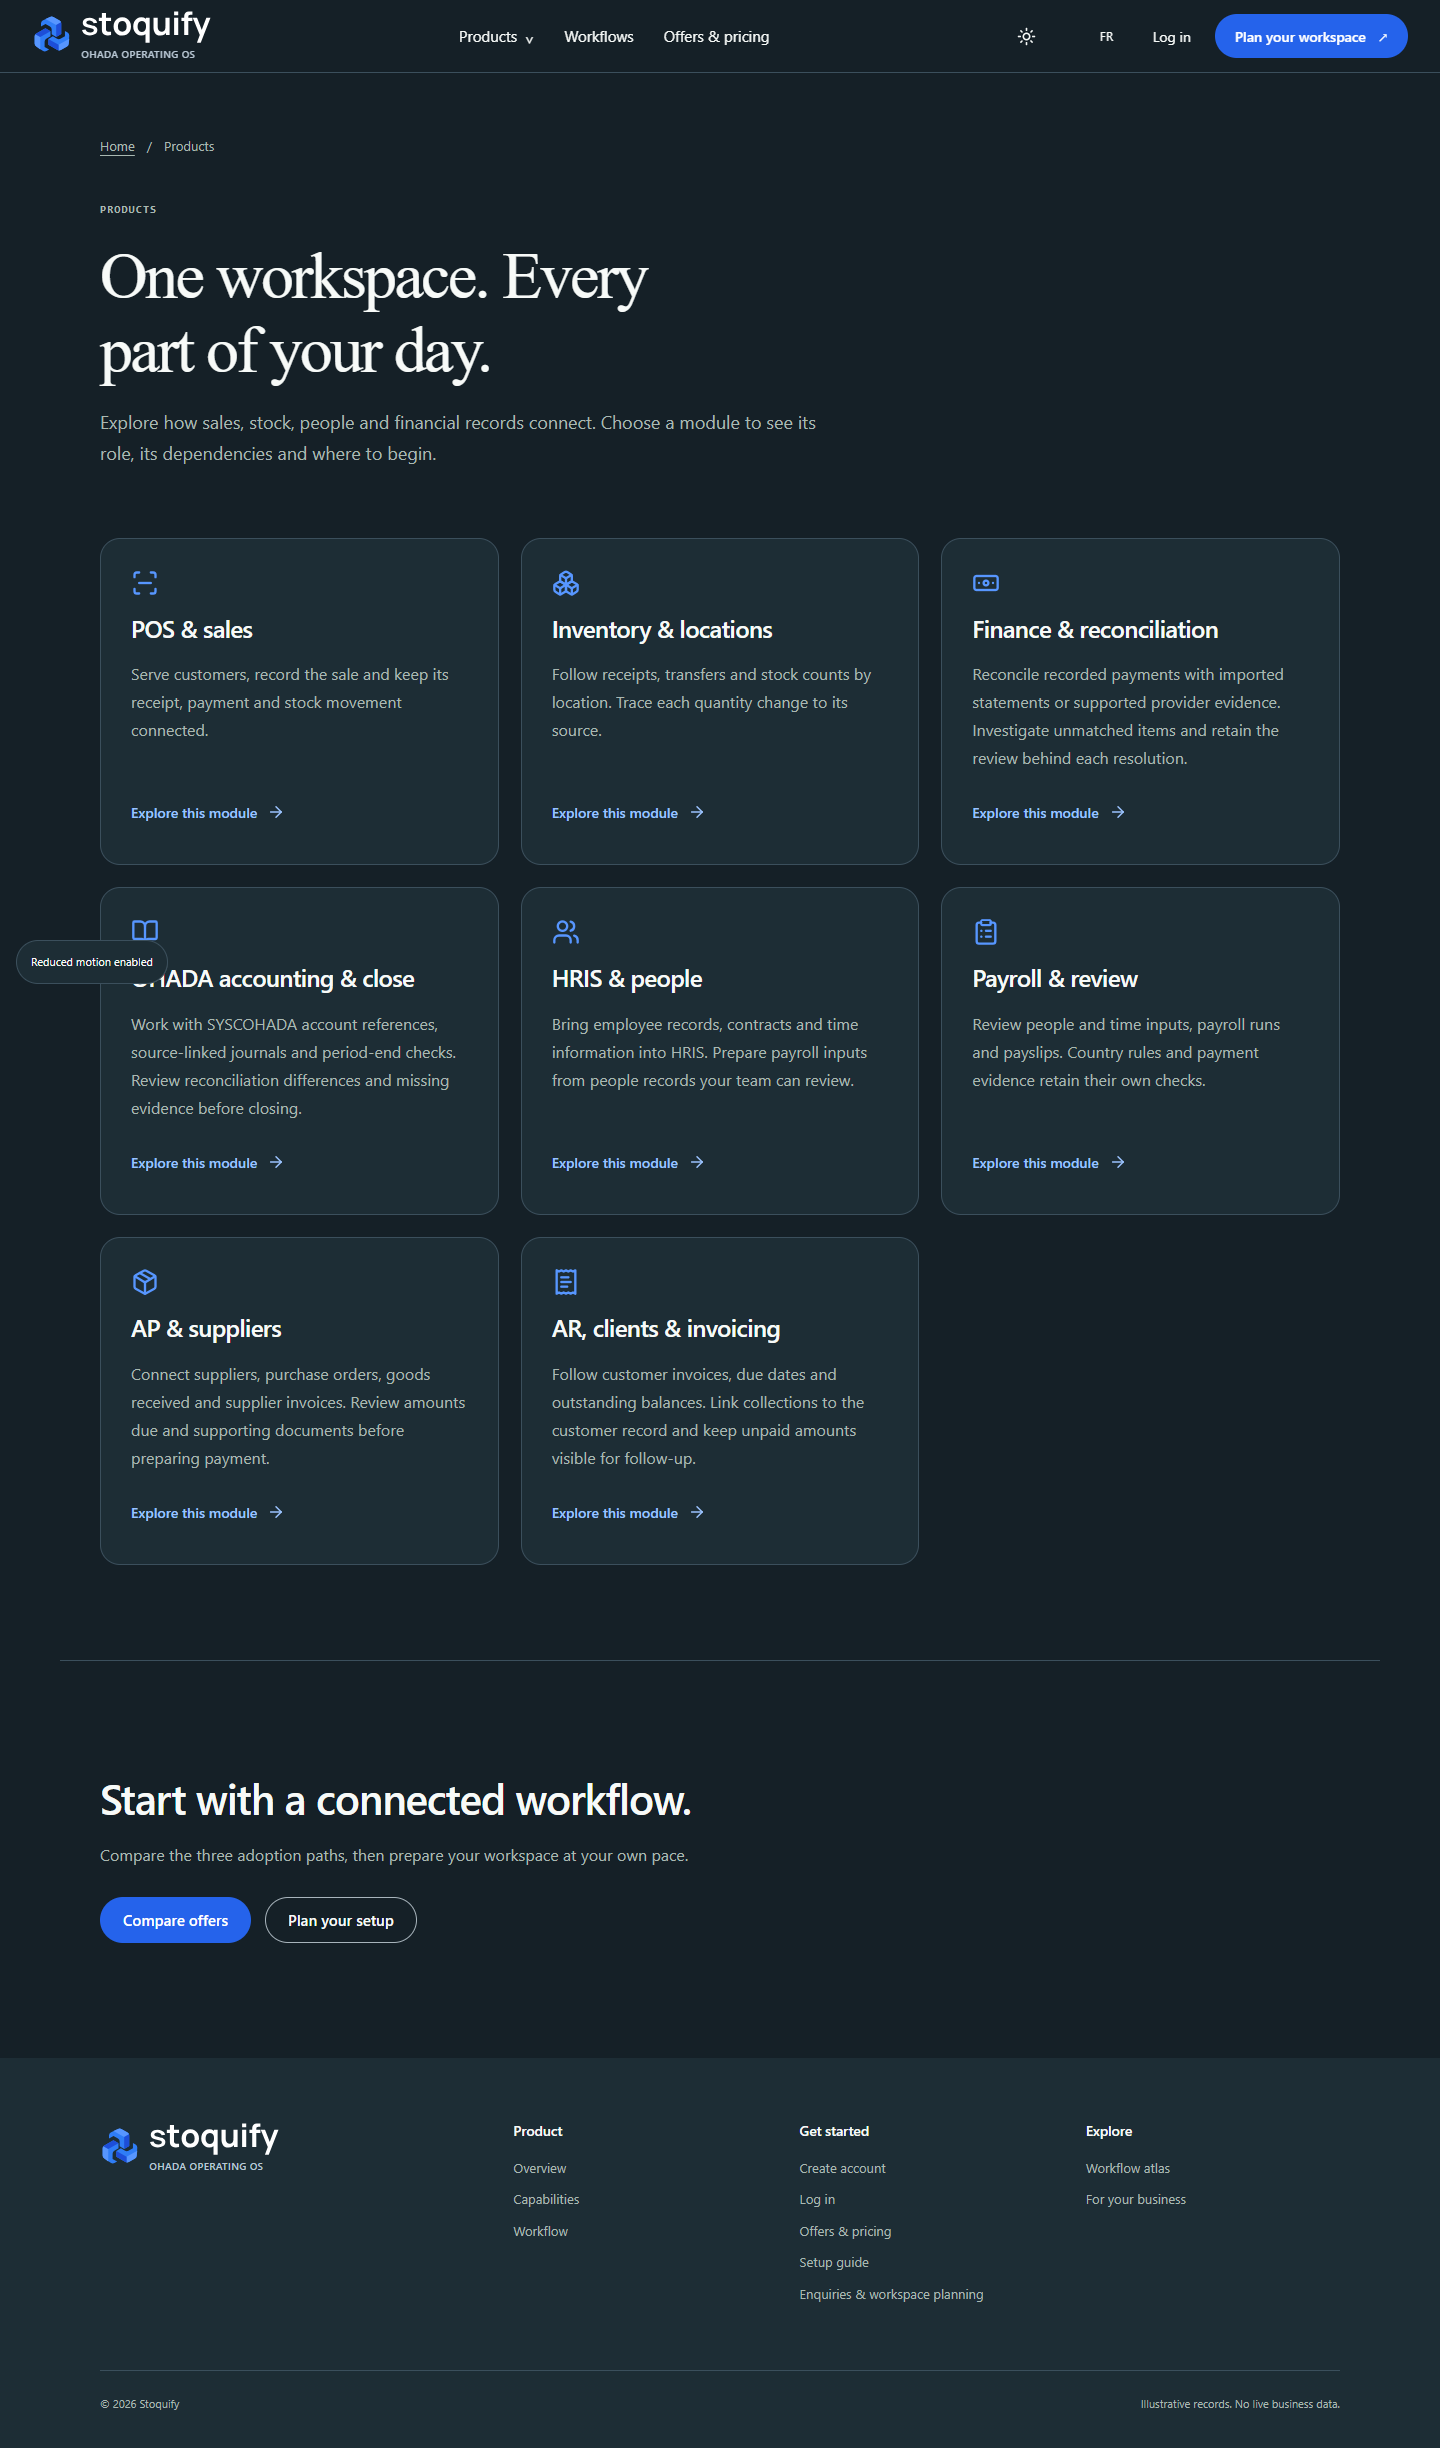 stoquify
OHADA OPERATING OS
Products
Workflows
Offers & pricing
FR
Log in
Plan your workspace ↗
Home / Products
PRODUCTS
One workspace. Every
part of your day.
Explore how sales, stock, people and financial records connect. Choose a module to see its
role, its dependencies and where to begin.
POS & sales
Serve customers, record the sale and keep its
receipt, payment and stock movement
connected.
Explore this module →
Inventory & locations
Follow receipts, transfers and stock counts by
location. Trace each quantity change to its
source.
Explore this module →
Finance & reconciliation
Reconcile recorded payments with imported
statements or supported provider evidence.
Investigate unmatched items and retain the
review behind each resolution.
Explore this module →
Reduced motion enabled
OHADA accounting & close
Work with SYSCOHADA account references,
source-linked journals and period-end checks.
Review reconciliation differences and missing
evidence before closing.
Explore this module →
HRIS & people
Bring employee records, contracts and time
information into HRIS. Prepare payroll inputs
from people records your team can review.
Explore this module →
Payroll & review
Review people and time inputs, payroll runs
and payslips. Country rules and payment
evidence retain their own checks.
Explore this module →
AP & suppliers
Connect suppliers, purchase orders, goods
received and supplier invoices. Review amounts
due and supporting documents before
preparing payment.
Explore this module →
AR, clients & invoicing
Follow customer invoices, due dates and
outstanding balances. Link collections to the
customer record and keep unpaid amounts
visible for follow-up.
Explore this module →
Start with a connected workflow.
Compare the three adoption paths, then prepare your workspace at your own pace.
Compare offers
Plan your setup
stoquify
OHADA OPERATING OS
Product
Overview
Capabilities
Workflow
Get started
Create account
Log in
Offers & pricing
Setup guide
Enquiries & workspace planning
Explore
Workflow atlas
For your business
© 2026 Stoquify
Illustrative records. No live business data.